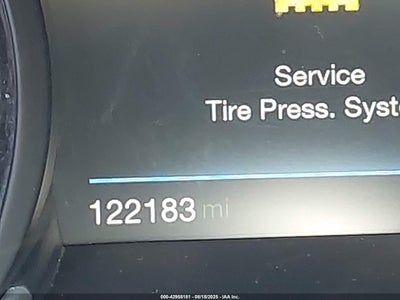 Service
Tire Press. Syst
122183 mi
000-42958181 - 08/18/2025 - IAA Inc.